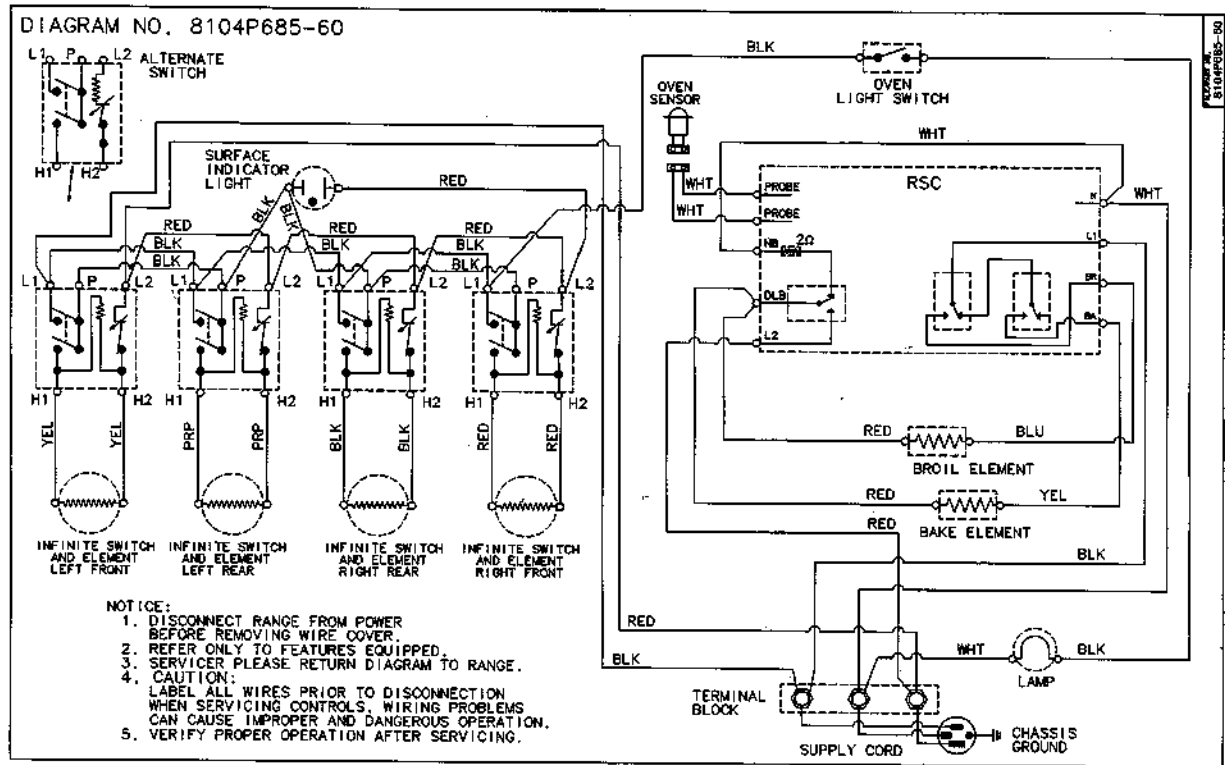 DIAGRAM NO. 8104P685-60
8104P685-60
L1 P L2
ALTERNATE
SWITCH
H1 H2
BLK
OVEN
LIGHT SWITCH
OVEN
SENSOR
WHT
SURFACE
INDICATOR
LIGHT
RED
BLK
BLK
WHT
WHT
PROBE
PROBE
RSC
N
WHT
NB
2Ω
L1
DLB
BR
BA
L2
RED
BLK
BLK
RED
BLK
BLK
RED
BLK
BLK
L1 P L2
L1 P L2
L1 P L2
L1 P L2
H1 H2
H1 H2
H1 H2
H1 H2
YEL YEL
PRP PRP
BLK BLK
RED RED
INFINITE SWITCH
AND ELEMENT
LEFT FRONT
INFINITE SWITCH
AND ELEMENT
LEFT REAR
INFINITE SWITCH
AND ELEMENT
RIGHT REAR
INFINITE SWITCH
AND ELEMENT
RIGHT FRONT
RED
BLU
BROIL ELEMENT
RED
YEL
BAKE ELEMENT
RED
BLK
NOTICE:
1. DISCONNECT RANGE FROM POWER
BEFORE REMOVING WIRE COVER.
2. REFER ONLY TO FEATURES EQUIPPED.
3. SERVICER PLEASE RETURN DIAGRAM TO RANGE.
4. CAUTION:
LABEL ALL WIRES PRIOR TO DISCONNECTION
WHEN SERVICING CONTROLS, WIRING PROBLEMS
CAN CAUSE IMPROPER AND DANGEROUS OPERATION.
5. VERIFY PROPER OPERATION AFTER SERVICING.
RED
BLK
WHT
BLK
LAMP
TERMINAL
BLOCK
SUPPLY CORD
CHASSIS
GROUND